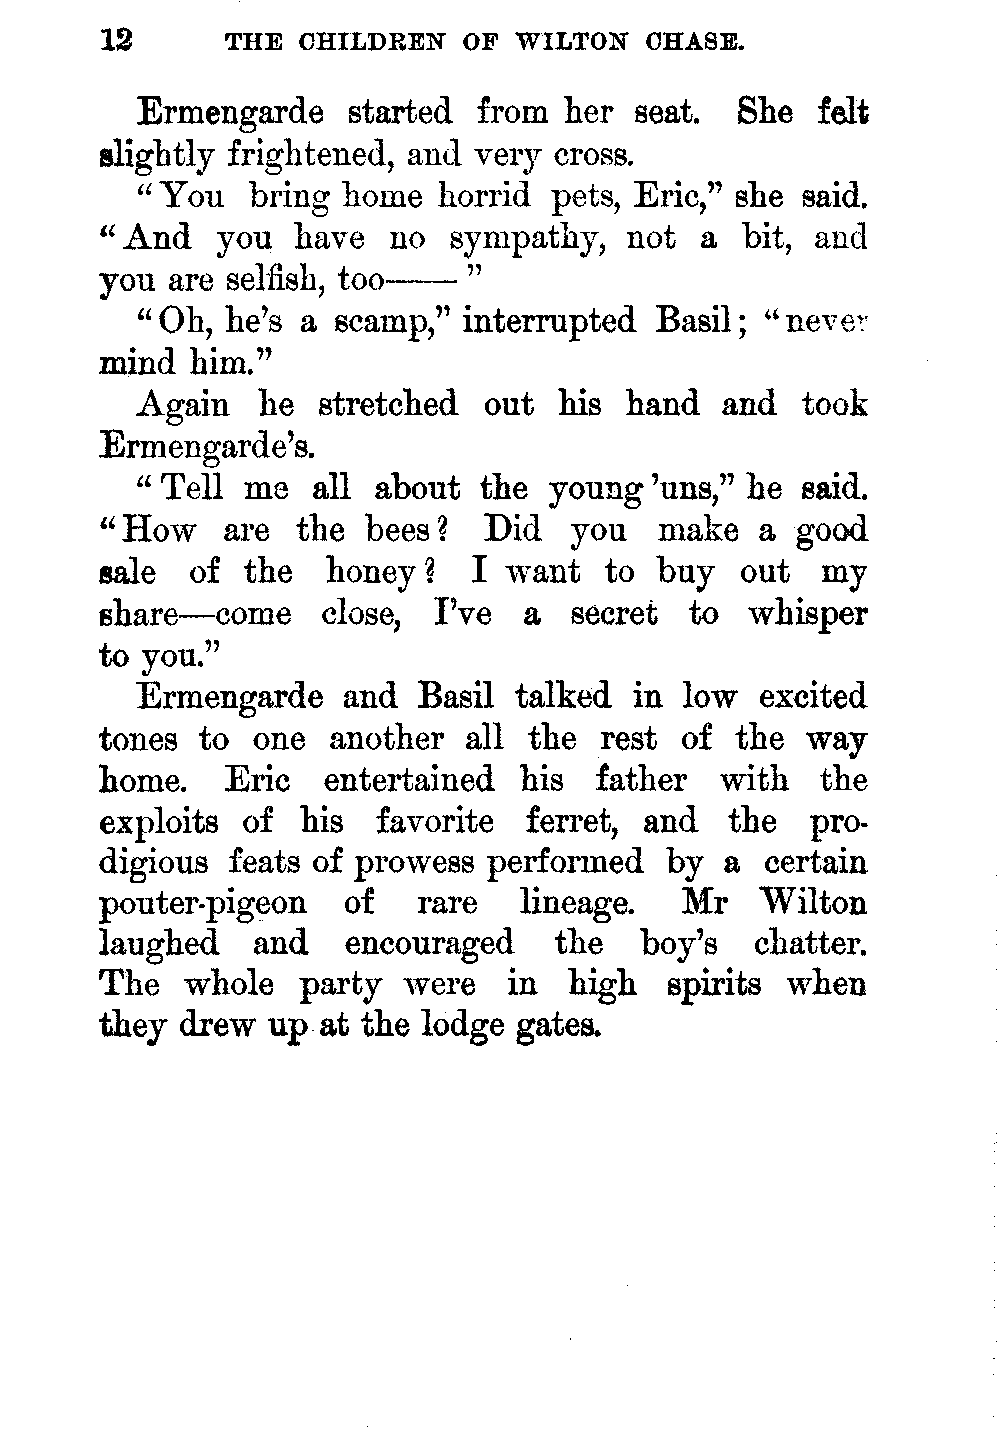 12 THE CHILDREN OF WILTON CHASE.
Ermengarde started from her seat. She felt
slightly frightened, and very cross.
“You bring home horrid pets, Eric,” she said.
“And you have no sympathy, not a bit, and
you are selfish, too——”
“Oh, he’s a scamp,” interrupted Basil; “never
mind him.”
Again he stretched out his hand and took
Ermengarde’s.
“Tell me all about the young ’uns,” he said.
“How are the bees? Did you make a good
sale of the honey? I want to buy out my
share—come close, I’ve a secret to whisper
to you.”
Ermengarde and Basil talked in low excited
tones to one another all the rest of the way
home. Eric entertained his father with the
exploits of his favorite ferret, and the pro-
digious feats of prowess performed by a certain
pouter-pigeon of rare lineage. Mr Wilton
laughed and encouraged the boy’s chatter.
The whole party were in high spirits when
they drew up at the lodge gates.